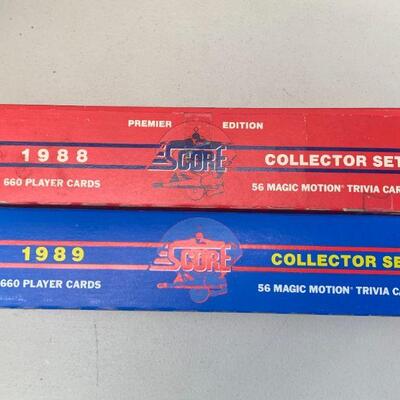 PREMIER EDITION
SCORE
1988 COLLECTOR SET
660 PLAYER CARDS 56 MAGIC MOTION® TRIVIA CAR
SCORE
1989 COLLECTOR SE
660 PLAYER CARDS 56 MAGIC MOTION® TRIVIA CA